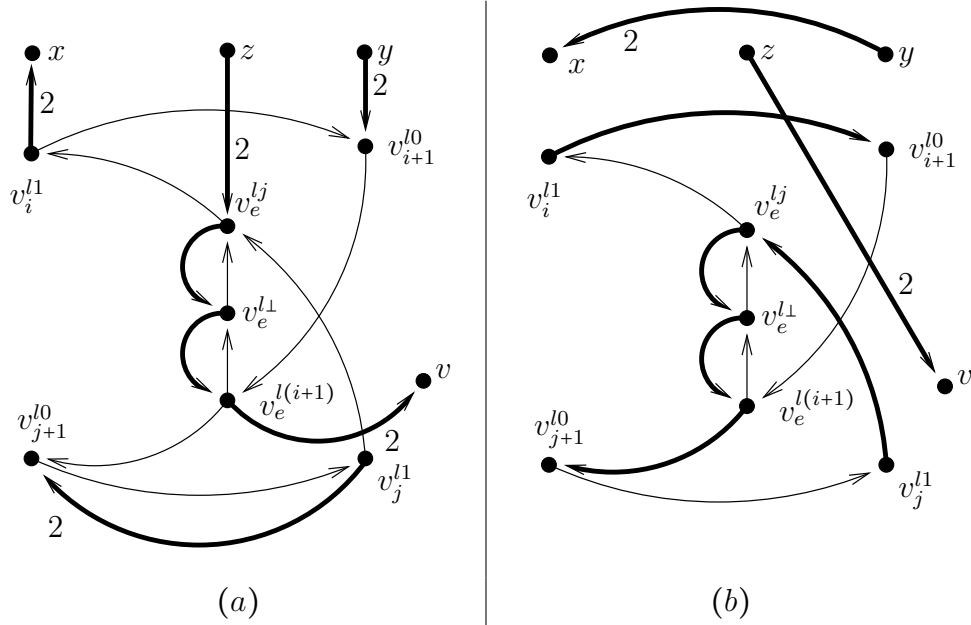 x z y
2 2 2
v_i^{l1} v_{i+1}^{l0}
v_e^{lj}
v_e^{l⊥}
v
v_e^{l(i+1)}
v_{j+1}^{l0} 2
v_j^{l1}
2
(a)
2
x z y
v_i^{l1} v_{i+1}^{l0}
v_e^{lj}
2
v_e^{l⊥}
v
v_e^{l(i+1)}
v_{j+1}^{l0}
v_j^{l1}
(b)